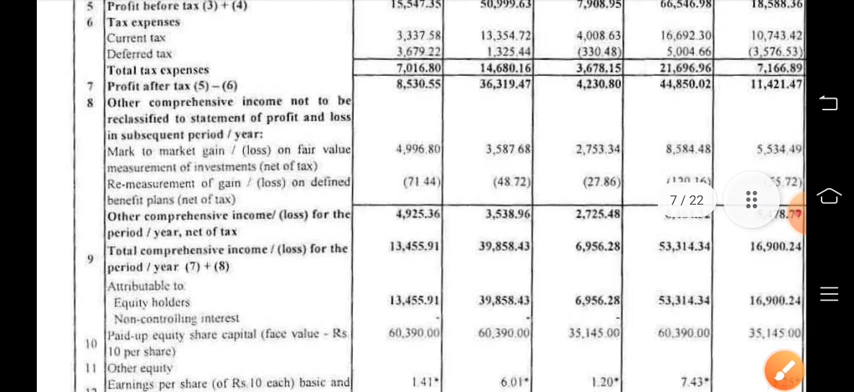 5 Profit before tax (3) + (4) 15,547.35 50,999.63 7,908.95 66,546.98 18,588.36
6 Tax expenses
Current tax 3,337.58 13,354.72 4,008.63 16,692.30 10,743.42
Deferred tax 3,679.22 1,325.44 (330.48) 5,004.66 (3,576.53)
Total tax expenses 7,016.80 14,680.16 3,678.15 21,696.96 7,166.89
7 Profit after tax (5) – (6) 8,530.55 36,319.47 4,230.80 44,850.02 11,421.47
8 Other comprehensive income not to be
reclassified to statement of profit and loss
in subsequent period / year:
Mark to market gain / (loss) on fair value 4,996.80 3,587.68 2,753.34 8,584.48 5,534.49
measurement of investments (net of tax)
Re-measurement of gain / (loss) on defined (71.44) (48.72) (27.86)
benefit plans (net of tax)
7 / 22
Other comprehensive income/ (loss) for the 4,925.36 3,538.96 2,725.48
period / year, net of tax
9 Total comprehensive income / (loss) for the 13,455.91 39,858.43 6,956.28 53,314.34 16,900.24
period / year (7) + (8)
Attributable to
Equity holders 13,455.91 39,858.43 6,956.28 53,314.34 16,900.24
Non-controlling interest - - - - -
10 Paid-up equity share capital (face value - Rs. 60,390.00 60,390.00 35,145.00 60,390.00 35,145.00
10 per share)
11 Other equity
Earnings per share (of Rs.10 each) basic and 1.41* 6.01* 1.20* 7.43*